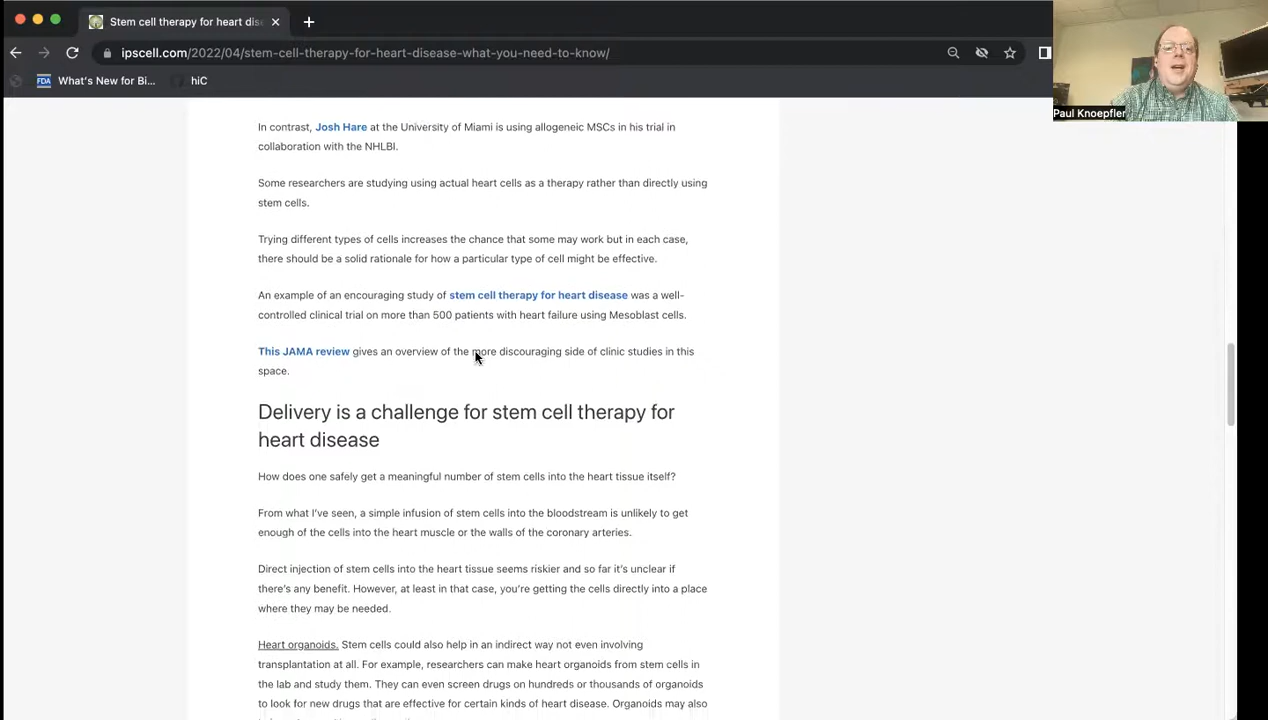 Stem cell therapy for heart dis
ipscell.com/2022/04/stem-cell-therapy-for-heart-disease-what-you-need-to-know/
FDA What's New for Bi...
hiC
Paul Knoepfler
In contrast, Josh Hare at the University of Miami is using allogeneic MSCs in his trial in
collaboration with the NHLBI.
Some researchers are studying using actual heart cells as a therapy rather than directly using
stem cells.
Trying different types of cells increases the chance that some may work but in each case,
there should be a solid rationale for how a particular type of cell might be effective.
An example of an encouraging study of stem cell therapy for heart disease was a well-
controlled clinical trial on more than 500 patients with heart failure using Mesoblast cells.
This JAMA review gives an overview of the more discouraging side of clinic studies in this
space.
Delivery is a challenge for stem cell therapy for
heart disease
How does one safely get a meaningful number of stem cells into the heart tissue itself?
From what I've seen, a simple infusion of stem cells into the bloodstream is unlikely to get
enough of the cells into the heart muscle or the walls of the coronary arteries.
Direct injection of stem cells into the heart tissue seems riskier and so far it's unclear if
there's any benefit. However, at least in that case, you're getting the cells directly into a place
where they may be needed.
Heart organoids. Stem cells could also help in an indirect way not even involving
transplantation at all. For example, researchers can make heart organoids from stem cells in
the lab and study them. They can even screen drugs on hundreds or thousands of organoids
to look for new drugs that are effective for certain kinds of heart disease. Organoids may also